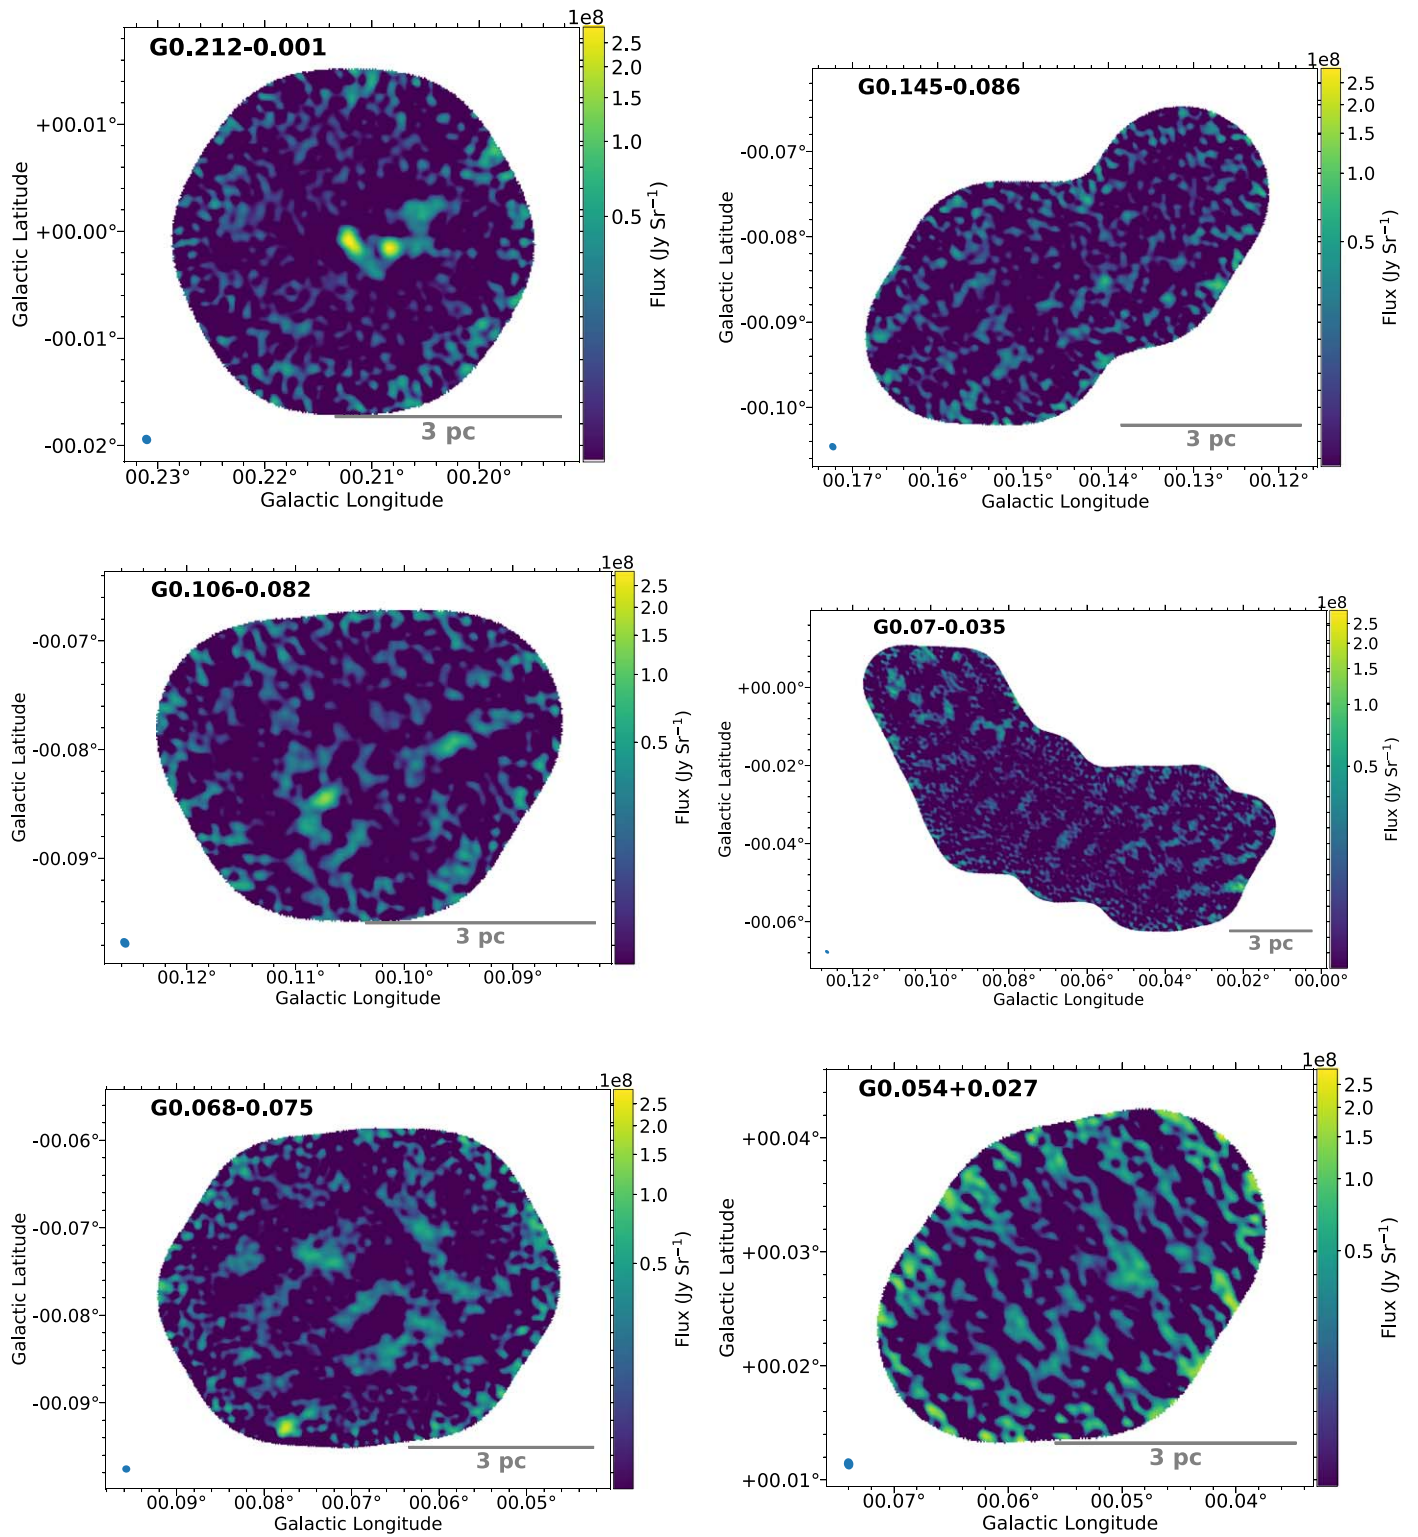 1e8
G0.212-0.001
2.5
2.0
1.5
1.0
0.5
Flux (Jy Sr⁻¹)
+00.01°
+00.00°
-00.01°
-00.02°
Galactic Latitude
3 pc
00.23° 00.22° 00.21° 00.20°
Galactic Longitude
1e8
G0.145-0.086
2.5
2.0
1.5
1.0
0.5
Flux (Jy Sr⁻¹)
-00.07°
-00.08°
-00.09°
-00.10°
Galactic Latitude
3 pc
00.17° 00.16° 00.15° 00.14° 00.13° 00.12°
Galactic Longitude
1e8
G0.106-0.082
2.5
2.0
1.5
1.0
0.5
Flux (Jy Sr⁻¹)
-00.07°
-00.08°
-00.09°
Galactic Latitude
3 pc
00.12° 00.11° 00.10° 00.09°
Galactic Longitude
1e8
G0.07-0.035
2.5
2.0
1.5
1.0
0.5
Flux (Jy Sr⁻¹)
+00.00°
-00.02°
-00.04°
-00.06°
Galactic Latitude
3 pc
00.12° 00.10° 00.08° 00.06° 00.04° 00.02° 00.00°
Galactic Longitude
1e8
G0.068-0.075
2.5
2.0
1.5
1.0
0.5
Flux (Jy Sr⁻¹)
-00.06°
-00.07°
-00.08°
-00.09°
Galactic Latitude
3 pc
00.09° 00.08° 00.07° 00.06° 00.05°
Galactic Longitude
1e8
G0.054+0.027
2.5
2.0
1.5
1.0
0.5
Flux (Jy Sr⁻¹)
+00.04°
+00.03°
+00.02°
+00.01°
Galactic Latitude
3 pc
00.07° 00.06° 00.05° 00.04°
Galactic Longitude